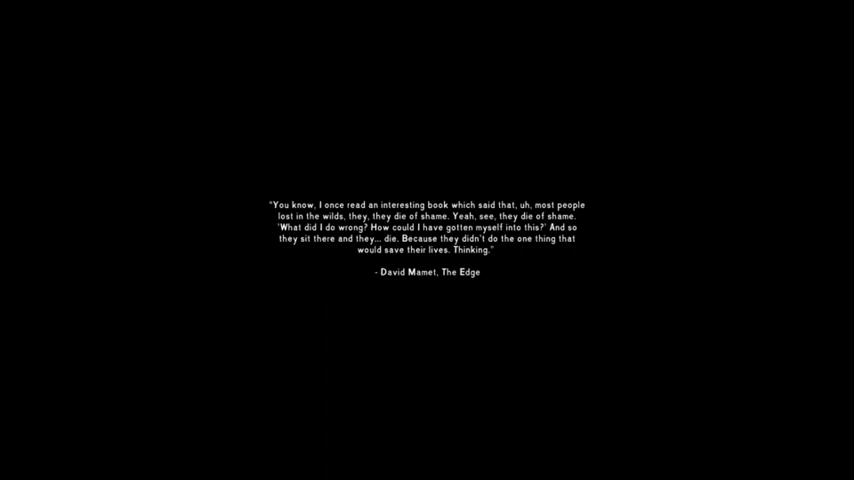 "You know, I once read an interesting book which said that, uh, most people
lost in the wilds, they, they die of shame. Yeah, see, they die of shame.
'What did I do wrong? How could I have gotten myself into this?' And so
they sit there and they... die. Because they didn't do the one thing that
would save their lives. Thinking."
- David Mamet, The Edge